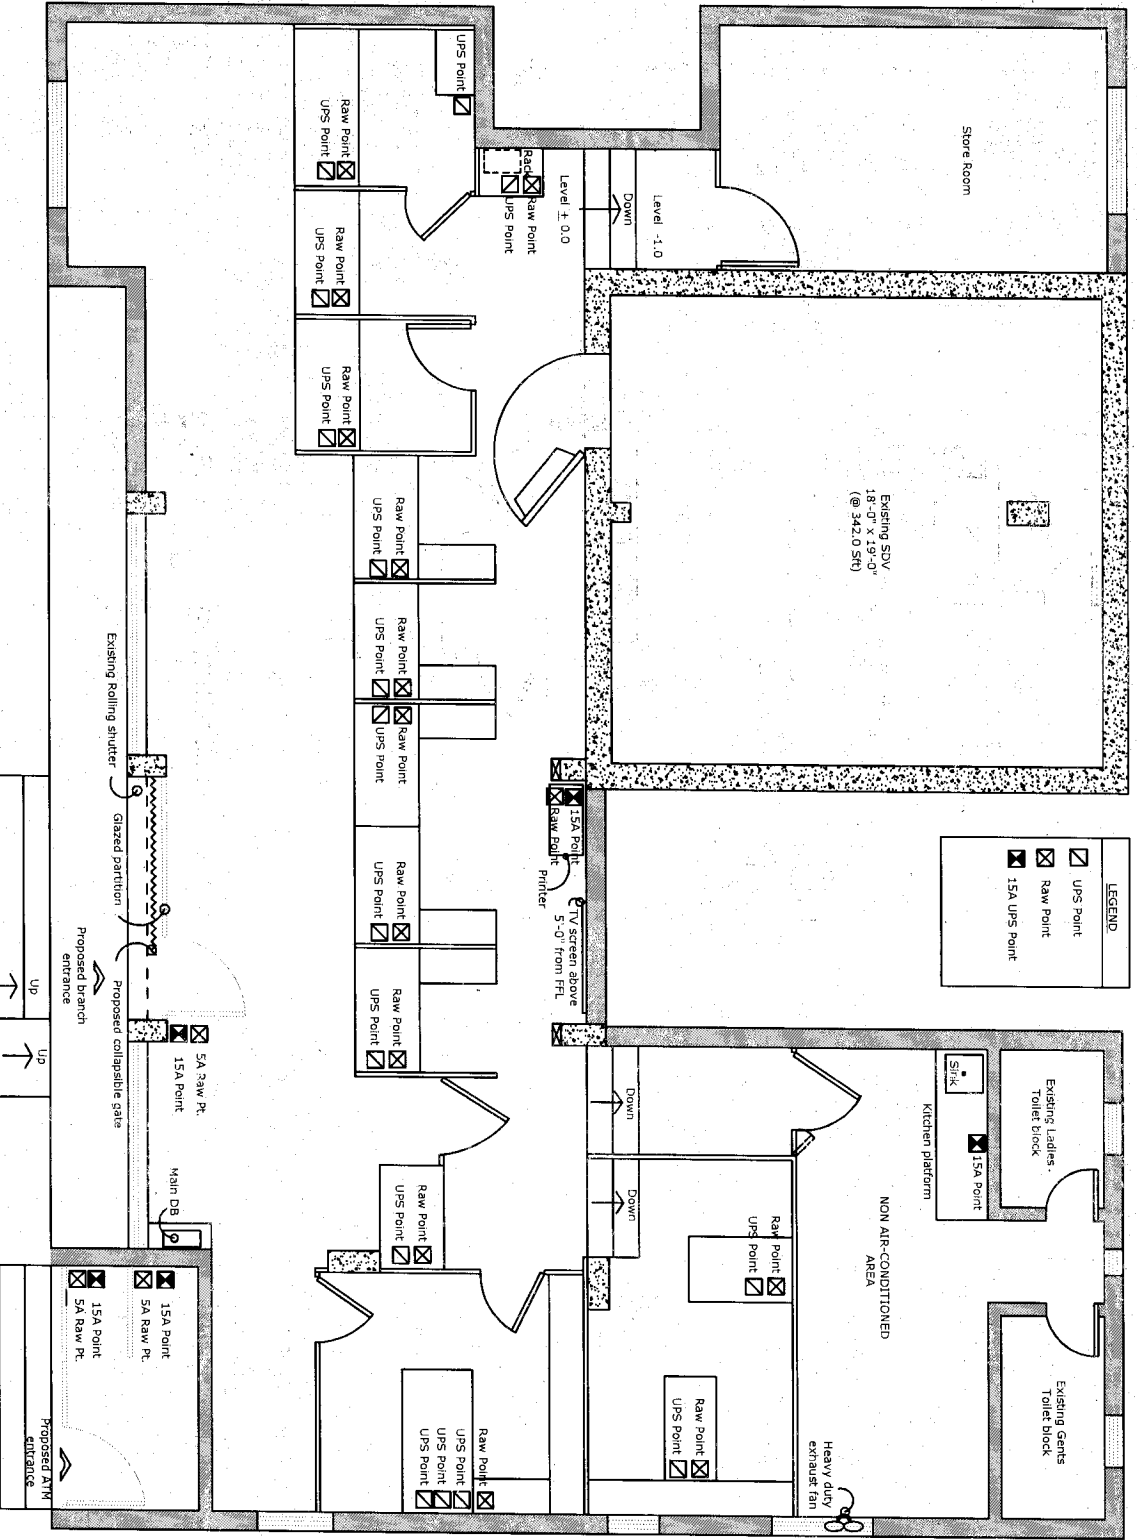 Store Room
Existing SDV
18'-0" x 19'-0"
(@ 342.0 Sft)
LEGEND
UPS Point
Raw Point
15A UPS Point
Existing Ladies-
Toilet block
Existing Gents
Toilet block
Sink
15A Point
Kitchen platform
NON AIR-CONDITIONED
AREA
Heavy duty
exhaust fan
Level -1.0
Down
Level ± 0.0
Rack
Raw Point
UPS Point
UPS Point
Raw Point
UPS Point
Raw Point
UPS Point
Raw Point
UPS Point
Raw Point
UPS Point
Raw Point
UPS Point
Raw Point
UPS Point
Raw Point
UPS Point
Raw Point
UPS Point
15A Point
Raw Point
Printer
TV screen above
5'-0" from FFL
Down
Down
Raw Point
UPS Point
Raw Point
UPS Point
Raw Point
UPS Point
Raw Point
UPS Point
UPS Point
UPS Point
5A Raw Pt.
15A Point
Main DB
Existing Rolling shutter
Glazed partition
Proposed collapsible gate
Proposed branch
entrance
Up
Up
15A Point
5A Raw Pt.
15A Point
5A Raw Pt.
Proposed ATM
entrance